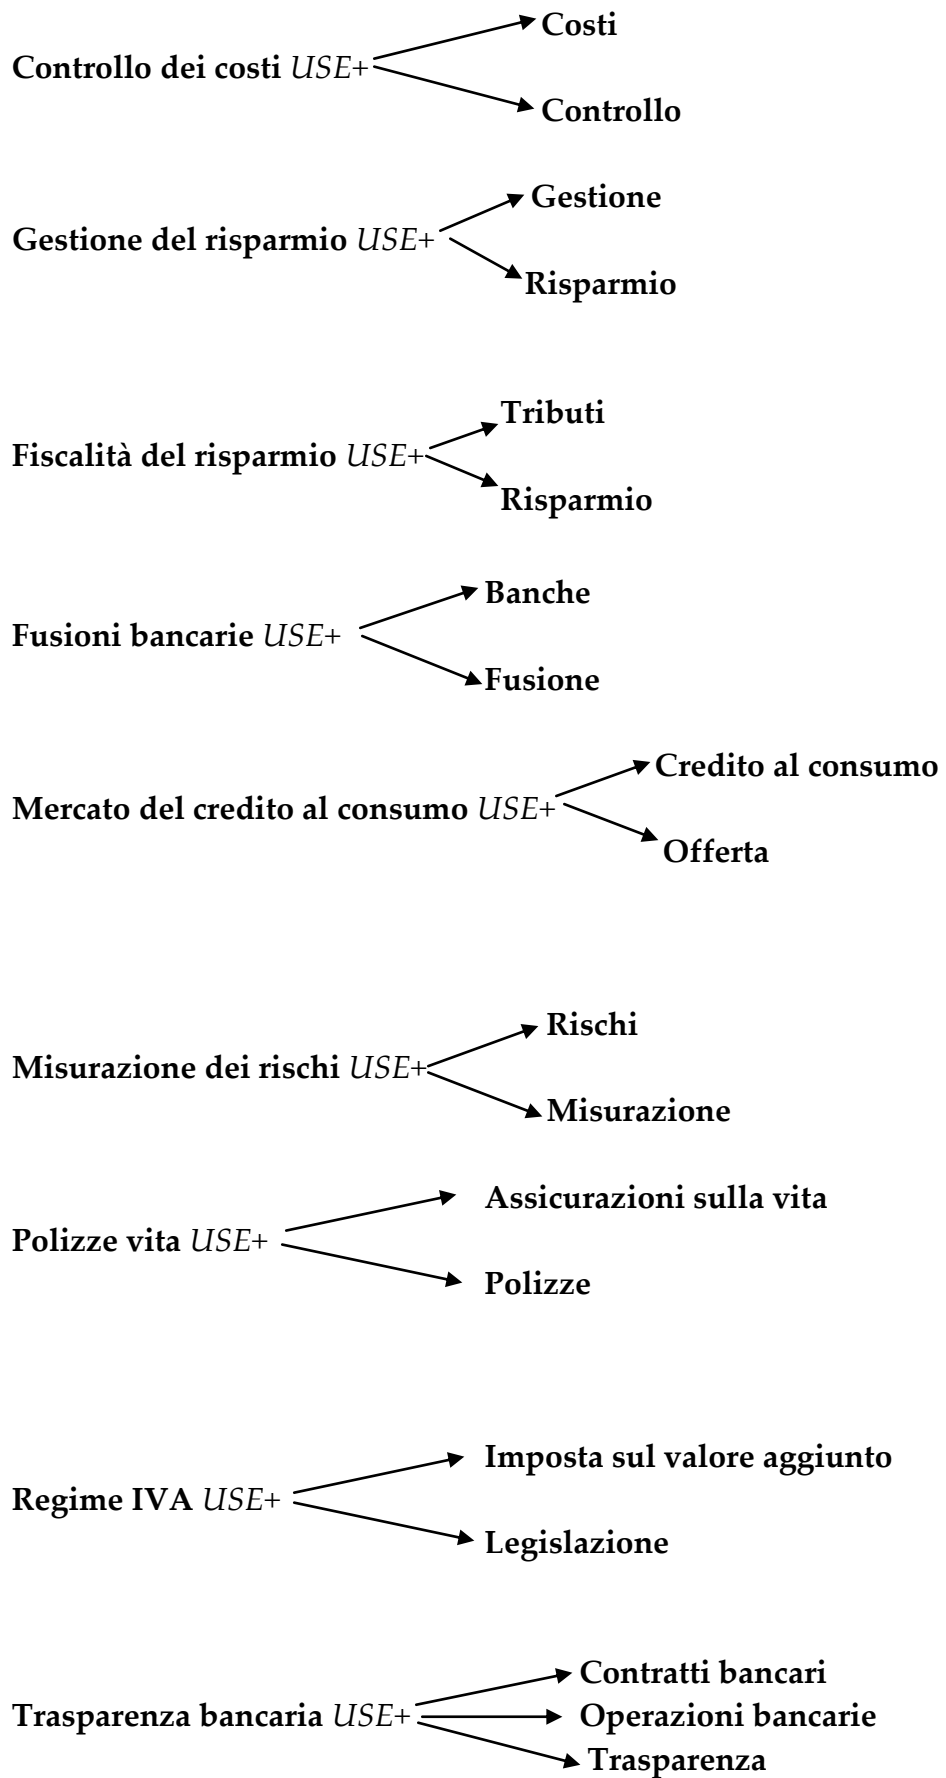 Costi
Controllo dei costi USE+
Controllo
Gestione
Gestione del risparmio USE+
Risparmio
Tributi
Fiscalità del risparmio USE+
Risparmio
Banche
Fusioni bancarie USE+
Fusione
Credito al consumo
Mercato del credito al consumo USE+
Offerta
Rischi
Misurazione dei rischi USE+
Misurazione
Assicurazioni sulla vita
Polizze vita USE+
Polizze
Imposta sul valore aggiunto
Regime IVA USE+
Legislazione
Contratti bancari
Trasparenza bancaria USE+ Operazioni bancarie
Trasparenza